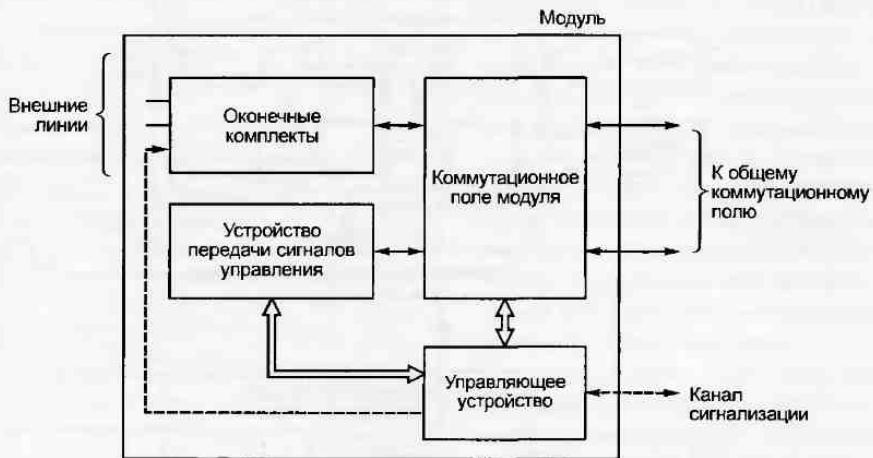 Модуль
Внешние
линии
Оконечные
комплекты
Коммутационное
поле модуля
К общему
коммутационному
полю
Устройство
передачи сигналов
управления
Управляющее
устройство
Канал
сигнализации